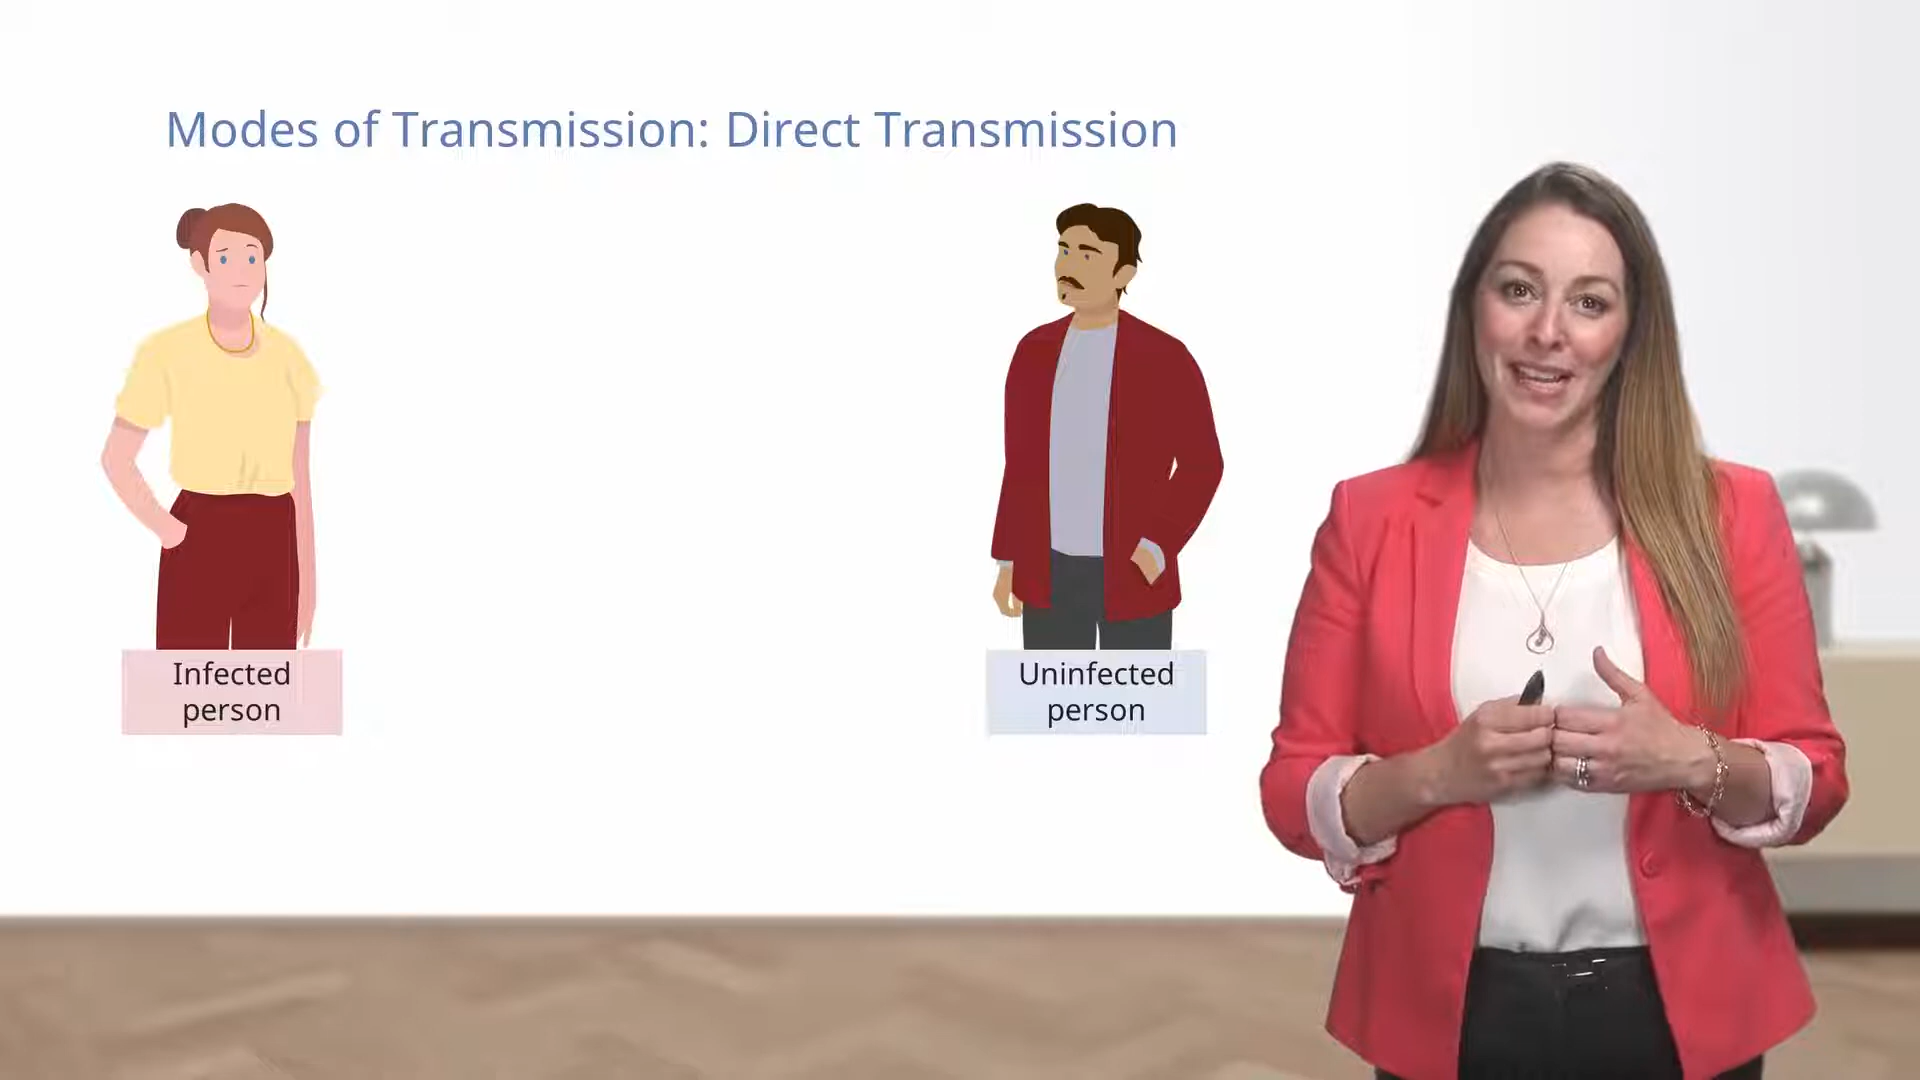 Modes of Transmission: Direct Transmission
Infected
person
Uninfected
person